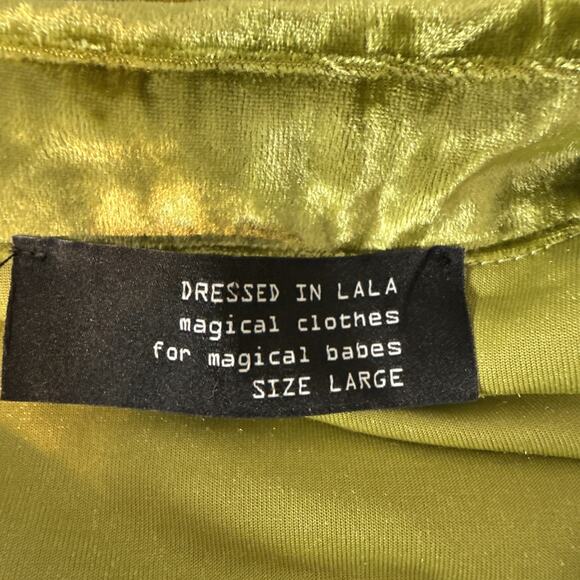 DRESSED IN LALA
magical clothes
for magical babes
SIZE LARGE